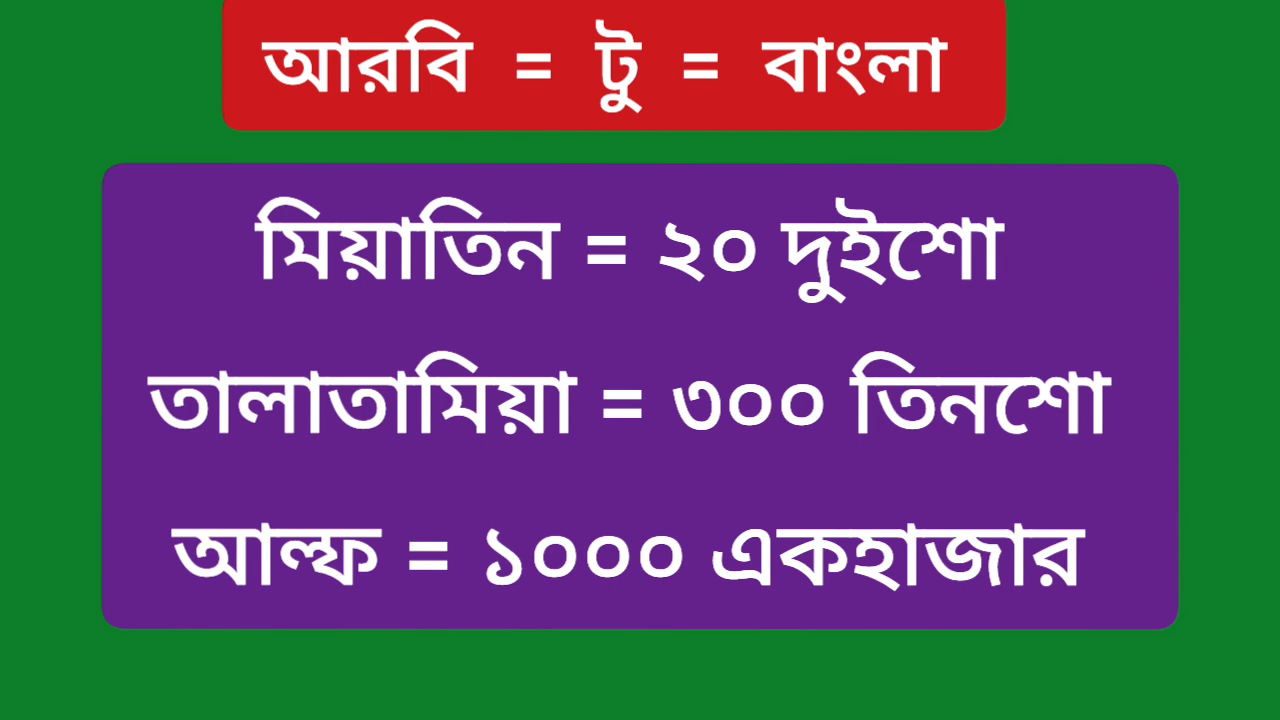 আরবি = টু = বাংলা
মিয়াতিন = ২০ দুইশো
তালাতামিয়া = ৩০০ তিনশো
আল্ফ = ১০০০ একহাজার